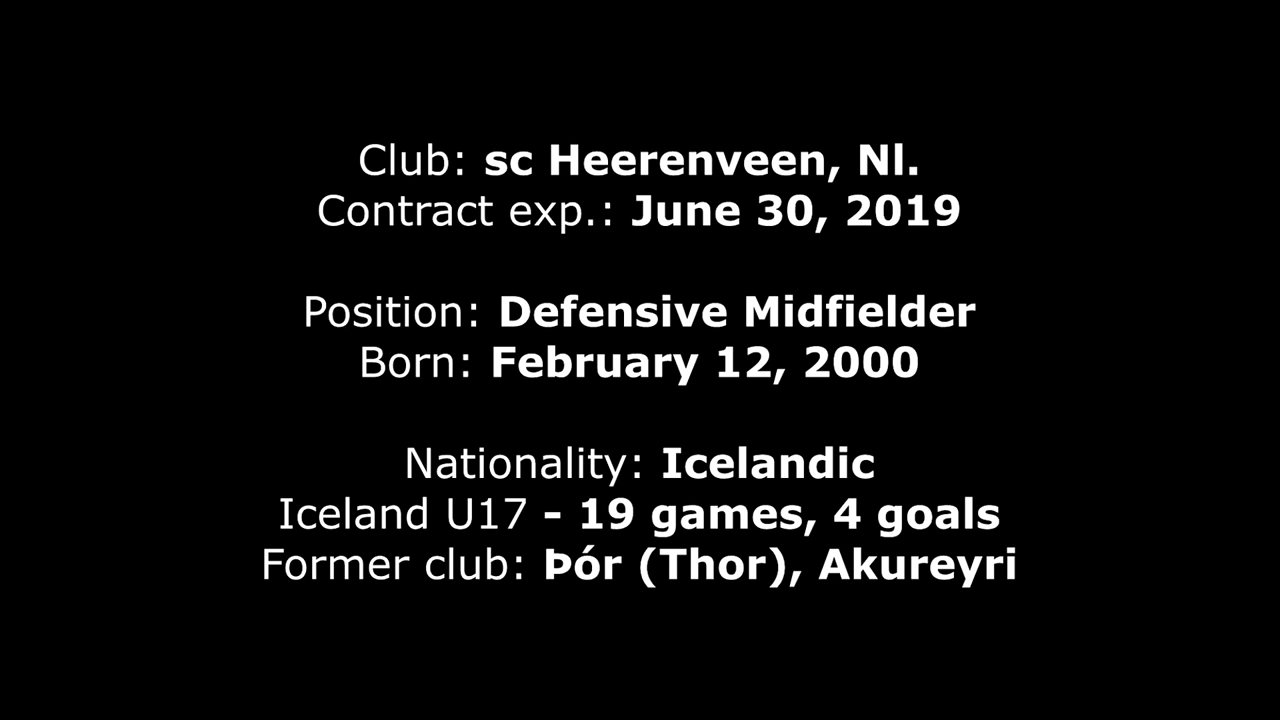 Club: sc Heerenveen, Nl.
Contract exp.: June 30, 2019
Position: Defensive Midfielder
Born: February 12, 2000
Nationality: Icelandic
Iceland U17 - 19 games, 4 goals
Former club: Þór (Thor), Akureyri